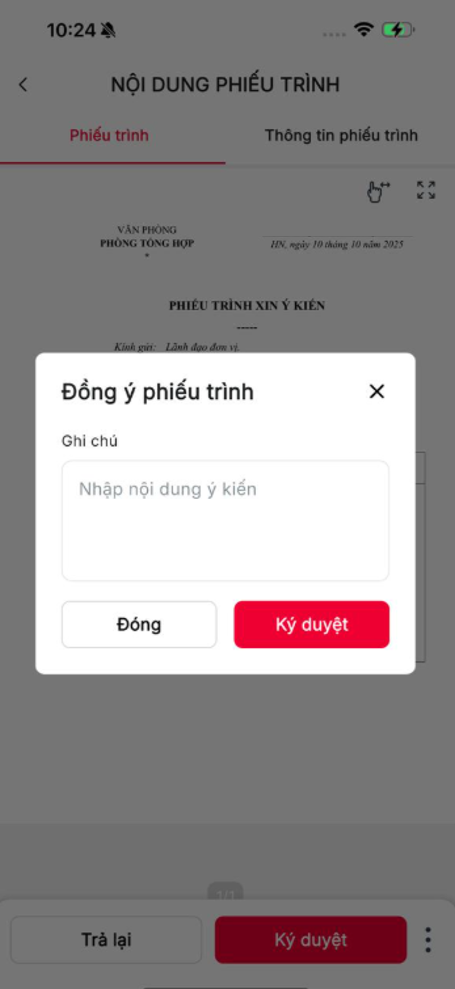 10:24
NỘI DUNG PHIẾU TRÌNH
Phiếu trình
Thông tin phiếu trình
VĂN PHÒNG
PHÒNG TỔNG HỢP
HN, ngày 10 tháng 10 năm 2025
PHIẾU TRÌNH XIN Ý KIẾN
-----
Kính gửi: Lãnh đạo đơn vị.
Đồng ý phiếu trình
Ghi chú
Nhập nội dung ý kiến
Đóng
Ký duyệt
1/1
Trả lại
Ký duyệt